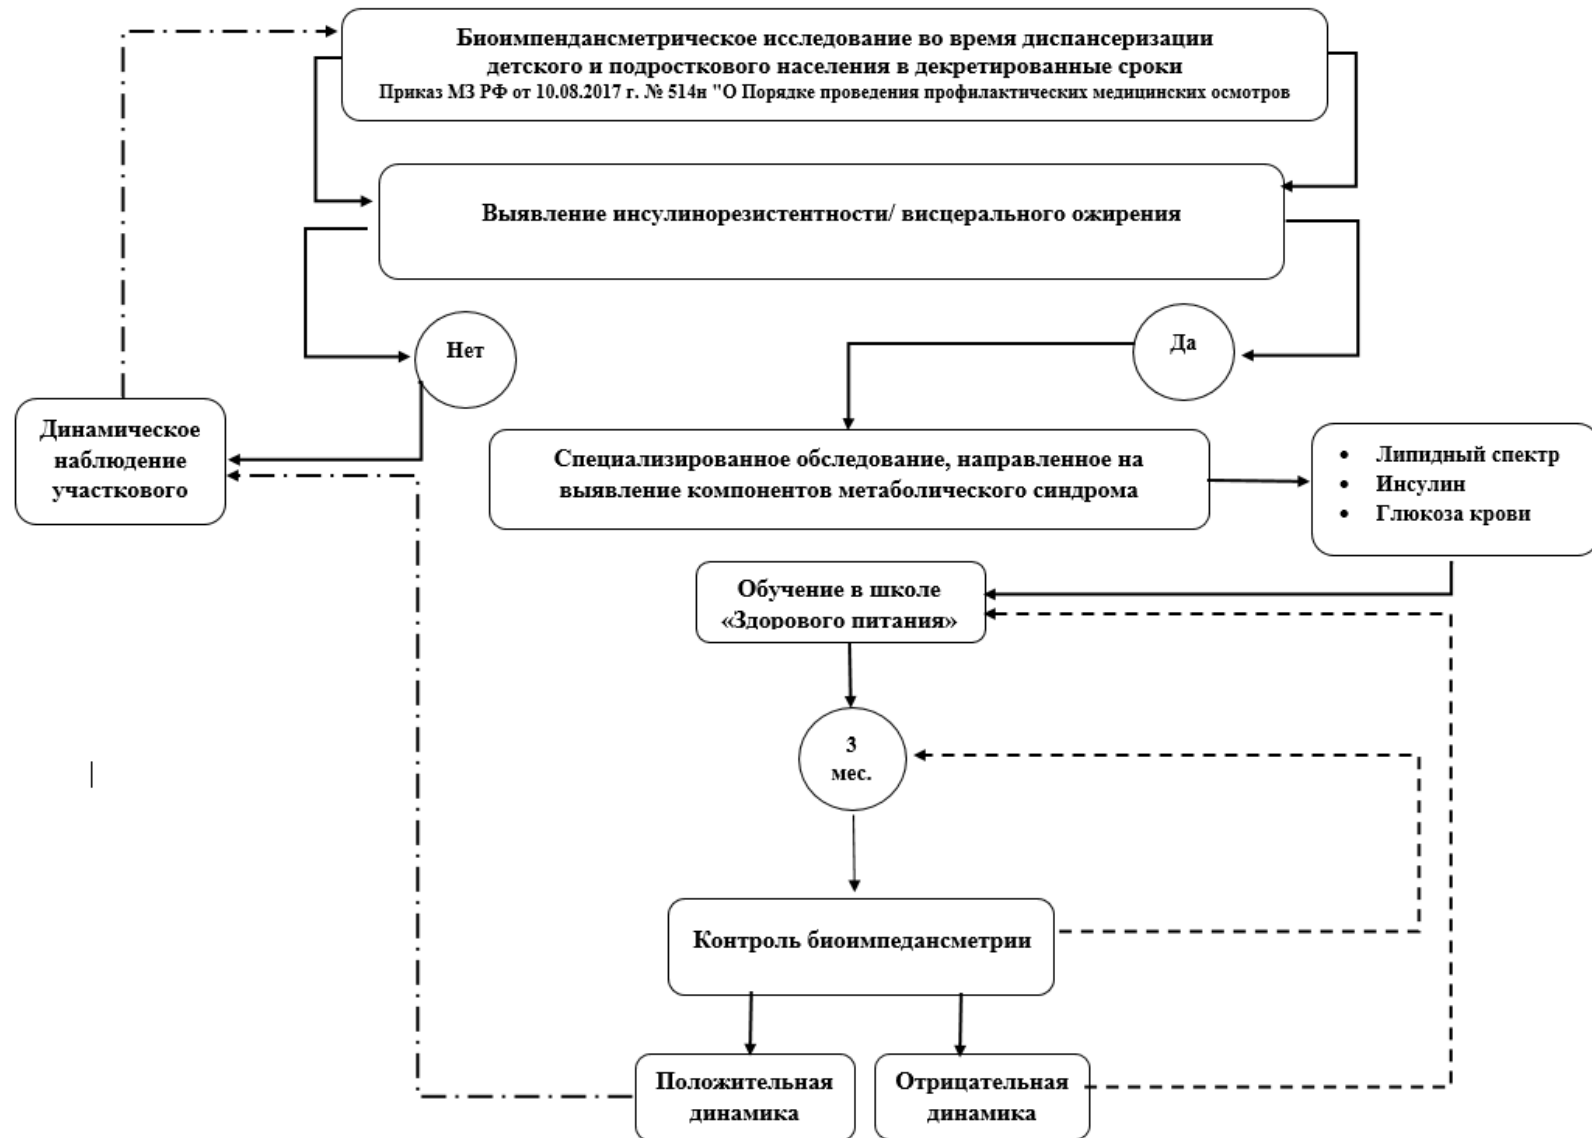 Биоимпендансметрическое исследование во время диспансеризации
детского и подросткового населения в декретированные сроки
Приказ МЗ РФ от 10.08.2017 г. № 514н "О Порядке проведения профилактических медицинских осмотров
Выявление инсулинорезистентности/ висцерального ожирения
Нет
Да
Динамическое
наблюдение
участкового
Специализированное обследование, направленное на
выявление компонентов метаболического синдрома
• Липидный спектр
• Инсулин
• Глюкоза крови
Обучение в школе
«Здорового питания»
3
мес.
Контроль биоимпедансметрии
Положительная
динамика
Отрицательная
динамика